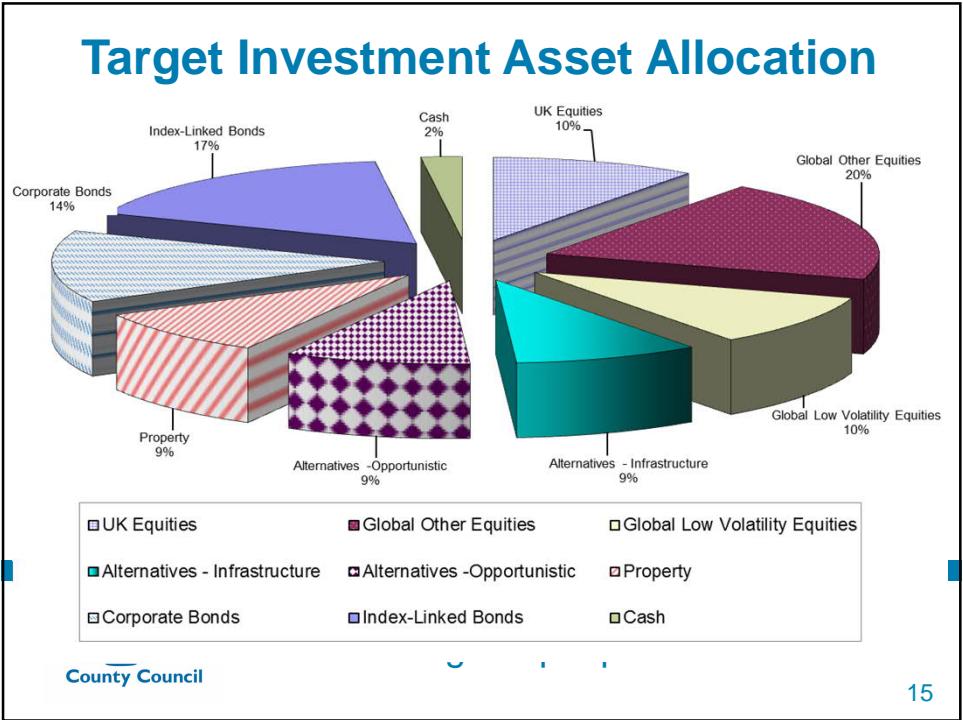 Target Investment Asset Allocation
Cash
2%
UK Equities
10%
Index-Linked Bonds
17%
Global Other Equities
20%
Corporate Bonds
14%
Global Low Volatility Equities
10%
Property
9%
Alternatives -Opportunistic
9%
Alternatives - Infrastructure
9%
UK Equities
Global Other Equities
Global Low Volatility Equities
Alternatives - Infrastructure
Alternatives -Opportunistic
Property
Corporate Bonds
Index-Linked Bonds
Cash
County Council
15